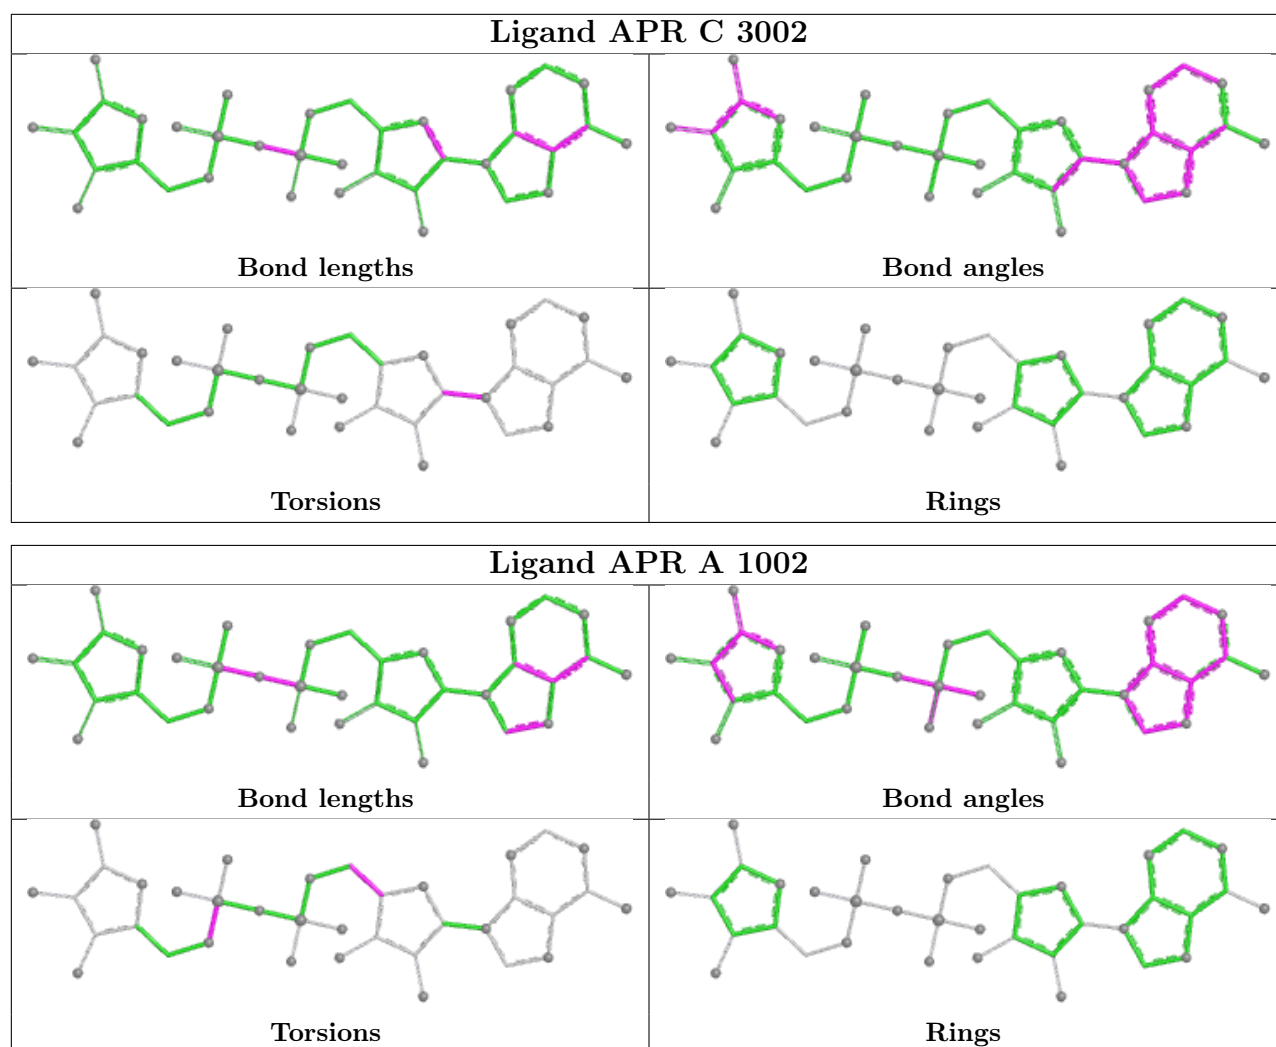 Ligand APR C 3002
Bond lengths
Bond angles
Torsions
Rings
Ligand APR A 1002
Bond lengths
Bond angles
Torsions
Rings